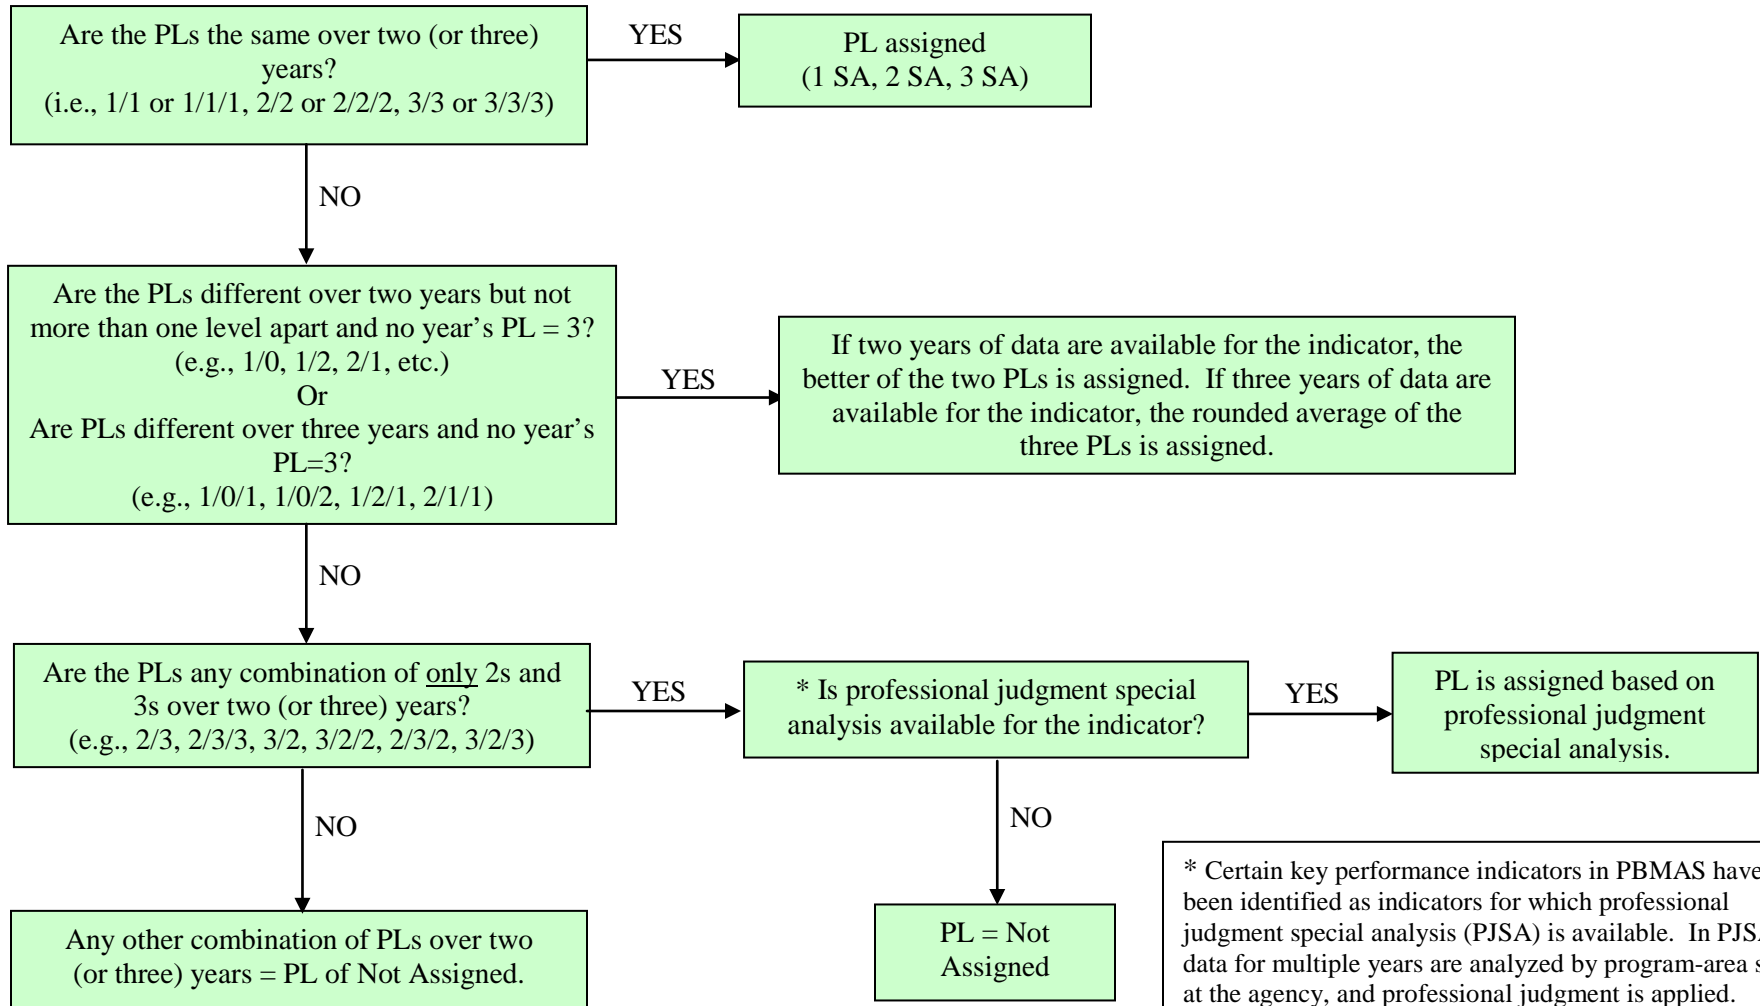 Are the PLs the same over two (or three)
years?
(i.e., 1/1 or 1/1/1, 2/2 or 2/2/2, 3/3 or 3/3/3)
YES
PL assigned
(1 SA, 2 SA, 3 SA)
NO
Are the PLs different over two years but not
more than one level apart and no year’s PL = 3?
(e.g., 1/0, 1/2, 2/1, etc.)
Or
Are PLs different over three years and no year’s
PL=3?
(e.g., 1/0/1, 1/0/2, 1/2/1, 2/1/1)
YES
If two years of data are available for the indicator, the
better of the two PLs is assigned. If three years of data are
available for the indicator, the rounded average of the
three PLs is assigned.
NO
Are the PLs any combination of only 2s and
3s over two (or three) years?
(e.g., 2/3, 2/3/3, 3/2, 3/2/2, 2/3/2, 3/2/3)
YES
* Is professional judgment special
analysis available for the indicator?
YES
PL is assigned based on
professional judgment
special analysis.
NO
Any other combination of PLs over two
(or three) years = PL of Not Assigned.
NO
PL = Not
Assigned
* Certain key performance indicators in PBMAS have
been identified as indicators for which professional
judgment special analysis (PJSA) is available. In
data for multiple years are analyzed by program-area
at the agency, and professional judgment is applied.